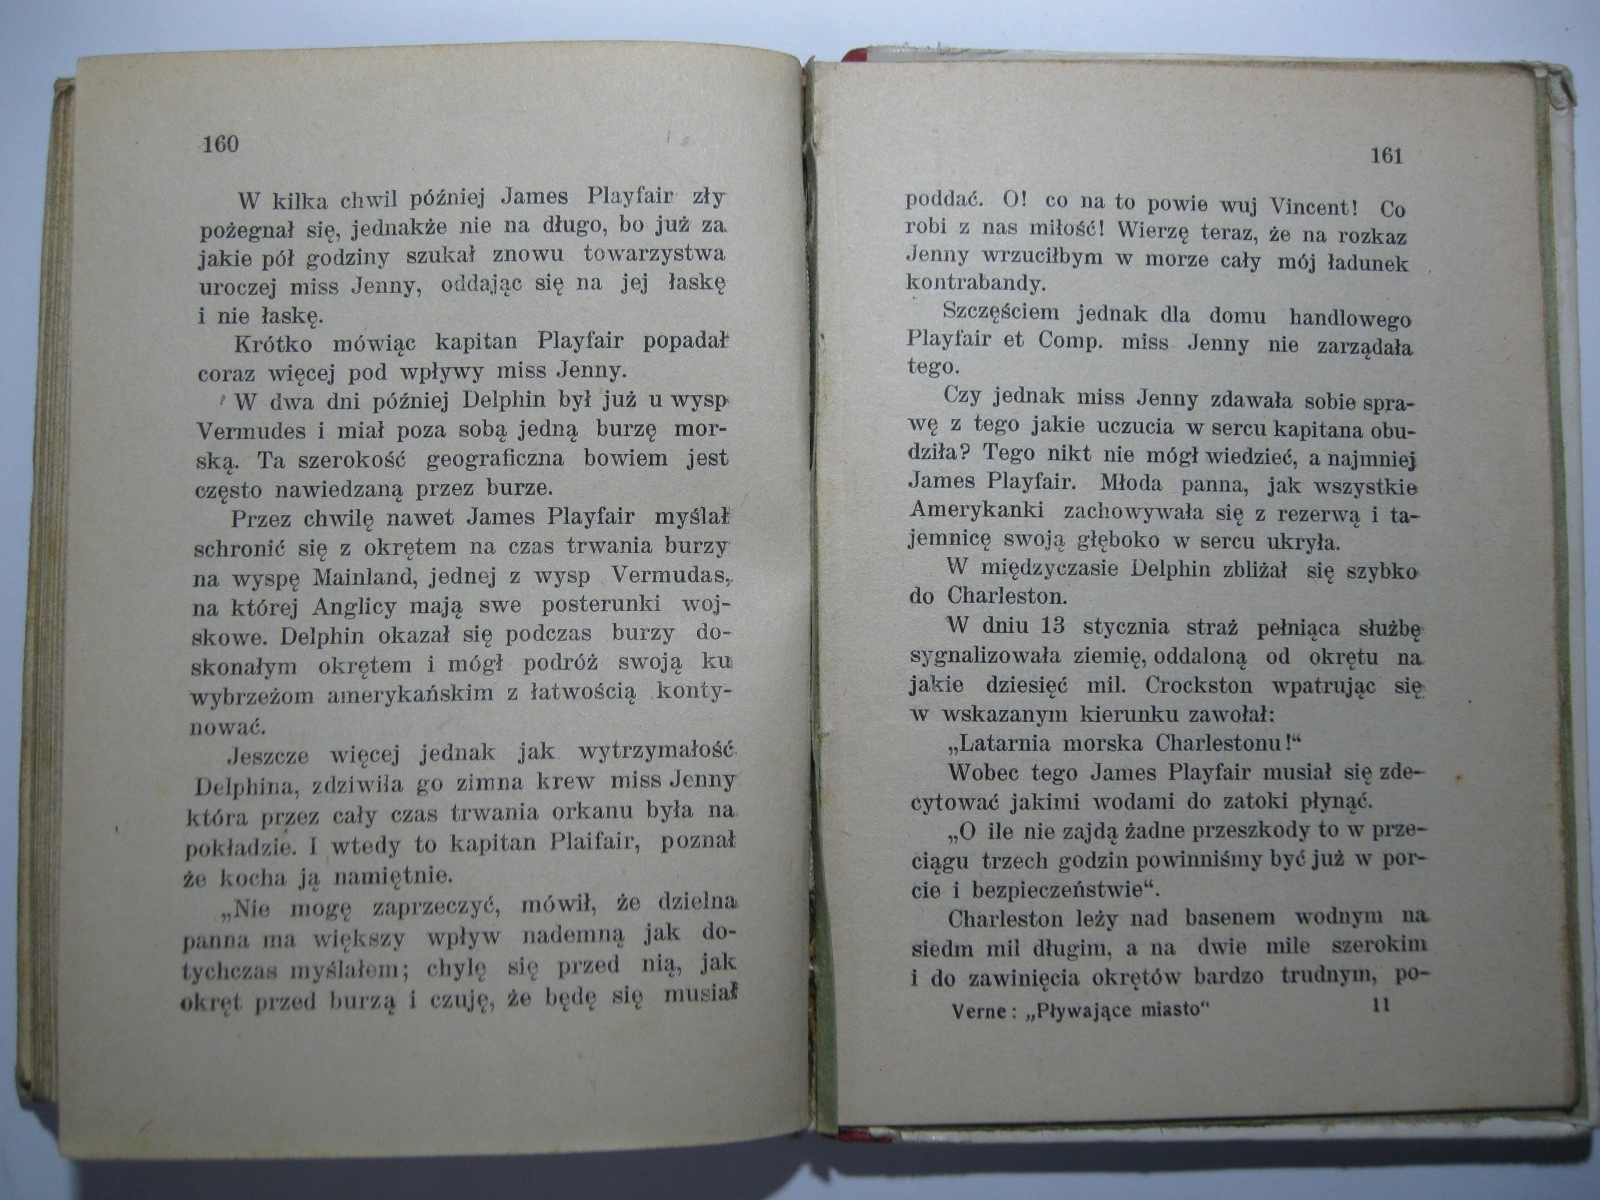 160
W kilka chwil później James Playfair zły
pożegnał się, jednakże nie na długo, bo już za
jakie pół godziny szukał znowu towarzystwa
uroczej miss Jenny, oddając się na jej łaskę
i nie łaskę.
Krótko mówiąc kapitan Playfair popadał
coraz więcej pod wpływy miss Jenny.
W dwa dni później Delphin był już u wysp
Vermudes i miał poza sobą jedną burzę mor-
ską. Ta szerokość geograficzna bowiem jest
często nawiedzaną przez burze.
Przez chwilę nawet James Playfair myślał
schronić się z okrętem na czas trwania burzy
na wyspę Mainland, jednej z wysp Vermudas,
na której Anglicy mają swe posterunki woj-
skowe. Delphin okazał się podczas burzy do-
skonałym okrętem i mógł podróż swoją ku
wybrzeżom amerykańskim z łatwością konty-
nować.
Jeszcze więcej jednak jak wytrzymałość
Delphina, zdziwiła go zimna krew miss Jenny
która przez cały czas trwania orkanu była na
pokładzie. I wtedy to kapitan Plaifair, poznał
że kocha ją namiętnie.
„Nie mogę zaprzeczyć, mówił, że dzielna
panna ma większy wpływ nademną jak do-
tychczas myślałem; chylę się przed nią, jak
okręt przed burzą i czuję, że będę się musiał
161
poddać. O! co na to powie wuj Vincent! Co
robi z nas miłość! Wierzę teraz, że na rozkaz
Jenny wrzuciłbym w morze cały mój ładunek
kontrabandy.
Szczęściem jednak dla domu handlowego
Playfair et Comp. miss Jenny nie zarządała
tego.
Czy jednak miss Jenny zdawała sobie spra-
wę z tego jakie uczucia w sercu kapitana obu-
dziła? Tego nikt nie mógł wiedzieć, a najmniej
James Playfair. Młoda panna, jak wszystkie
Amerykanki zachowywała się z rezerwą i ta-
jemnicę swoją głęboko w sercu ukryła.
W międzyczasie Delphin zbliżał się szybko
do Charleston.
W dniu 13 stycznia straż pełniąca służbę
sygnalizowała ziemię, oddaloną od okrętu na
jakie dziesięć mil. Crockston wpatrując się
w wskazanym kierunku zawołał:
„Latarnia morska Charlestonu!“
Wobec tego James Playfair musiał się zde-
cytować jakimi wodami do zatoki płynąć.
„O ile nie zajdą żadne przeszkody to w prze-
ciągu trzech godzin powinniśmy być już w por-
cie i bezpieczeństwie“.
Charleston leży nad basenem wodnym na
siedm mil długim, a na dwie mile szerokim
i do zawinięcia okrętów bardzo trudnym, po-
Verne: „Pływające miasto“ 11